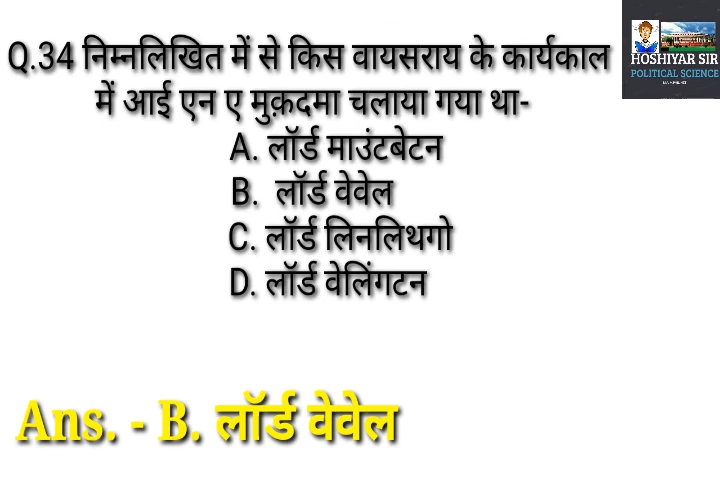 Q.34 निम्नलिखित में से किस वायसराय के कार्यकाल
में आई एन ए मुक़दमा चलाया गया था-
A. लॉर्ड माउंटबेटन
B. लॉर्ड वेवेल
C. लॉर्ड लिनलिथगो
D. लॉर्ड वेलिंगटन
Ans. - B. लॉर्ड वेवेल
HOSHIYAR SIR
POLITICAL SCIENCE